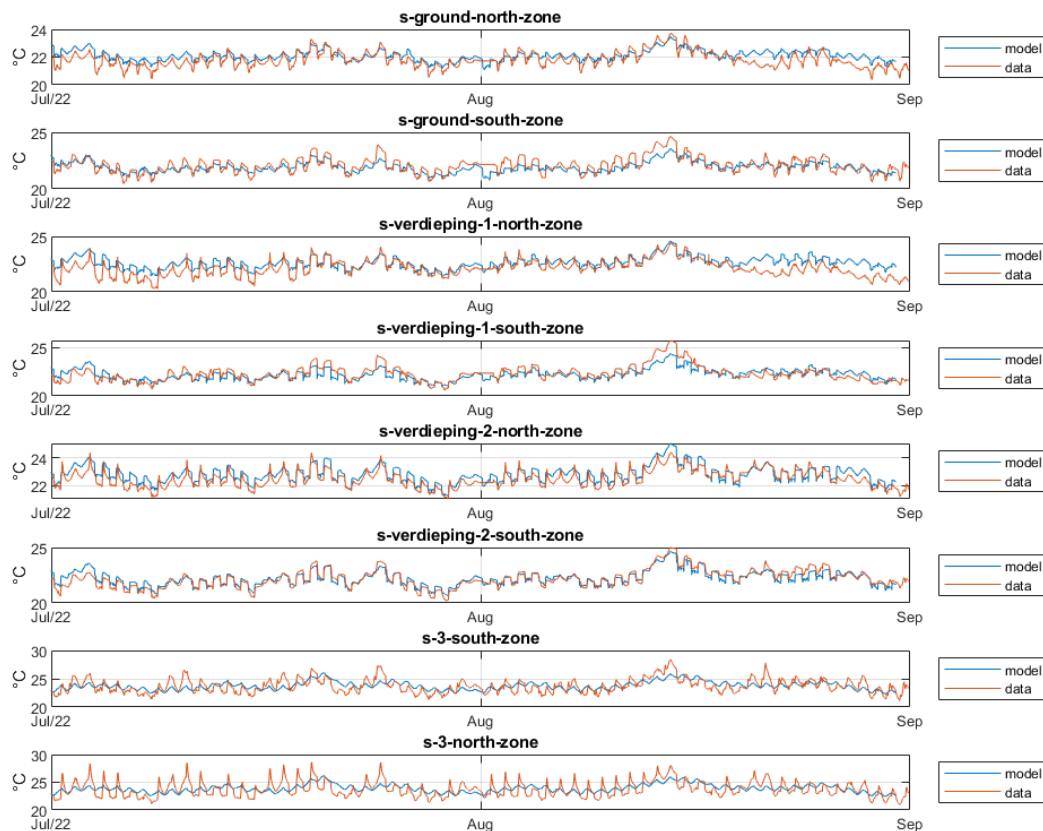 s-ground-north-zone
24
22
20
°C
Jul/22
Aug
Sep
model
data
s-ground-south-zone
25
20
°C
Jul/22
Aug
Sep
model
data
s-verdieping-1-north-zone
25
20
°C
Jul/22
Aug
Sep
model
data
s-verdieping-1-south-zone
25
20
°C
Jul/22
Aug
Sep
model
data
s-verdieping-2-north-zone
24
22
°C
Jul/22
Aug
Sep
model
data
s-verdieping-2-south-zone
25
20
°C
Jul/22
Aug
Sep
model
data
s-3-south-zone
30
25
20
°C
Jul/22
Aug
Sep
model
data
s-3-north-zone
30
25
20
°C
Jul/22
Aug
Sep
model
data